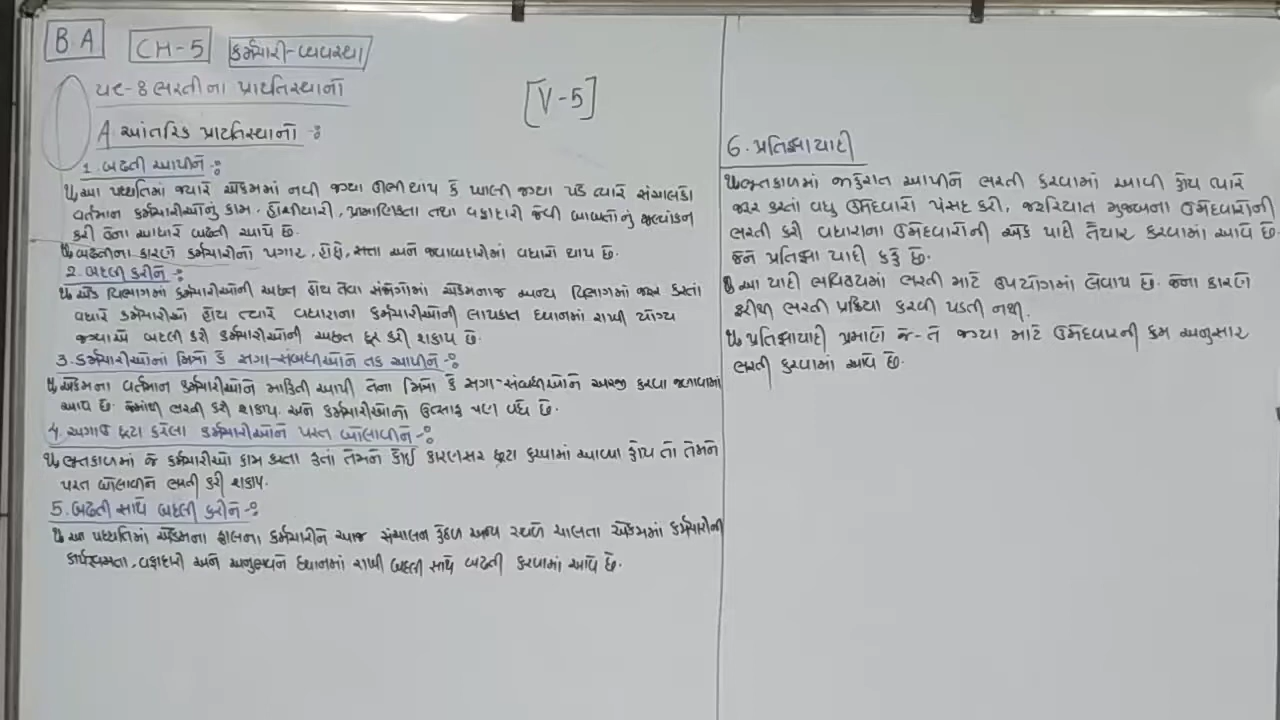 B.A
CH-5
કર્મચારી-વ્યવસ્થા
[V-5]
ભરતીના પ્રાપ્તિસ્થાનો
A. આંતરિક પ્રાપ્તિસ્થાનો -:
1. બઢતી આપીને -:
↳ આ પધ્ધતિમાં જ્યારે એકમમાં નવી જગ્યા ઊભી થાય કે ખાલી જગ્યા પડે ત્યારે સંચાલકો
વર્તમાન કર્મચારીઓનું કામ, હોંશીયારી, પ્રમાણિકતા તથા વફાદારી જેવી બાબતોનું મૂલ્યાંકન
કરી તેના આધારે બઢતી આપે છે.
↳ બઢતીના કારણે કર્મચારીનો પગાર, હોદ્દો, સત્તા અને જવાબદારીમાં વધારો થાય છે.
2. બદલી કરીને -:
↳ એક વિભાગમાં કર્મચારીઓની અછત હોય તેવા સંજોગોમાં એકમનાજ અન્ય વિભાગમાં જરૂર કરતાં
વધારે કર્મચારીઓ હોય ત્યારે વધારાના કર્મચારીઓની લાયકાત ધ્યાનમાં રાખી યોગ્ય
જગ્યાએ બદલી કરી કર્મચારીઓની અછત દૂર કરી શકાય છે.
3. કર્મચારીઓનાં મિત્રો કે સગા-સંબંધીઓને તક આપીને -:
↳ એકમના વર્તમાન કર્મચારીઓને માહિતી આપી તેના મિત્રો કે સગા-સંબંધીઓને અરજી કરવા જણાવામાં
આવે છે. જેમાંથી ભરતી કરી શકાય. અને કર્મચારીઓનો ઉત્સાહ પણ વધે છે.
4. અગાઉ છૂટા કરેલા કર્મચારીઓને પરત બોલાવીને -:
↳ ભૂતકાળમાં જે કર્મચારીઓ કામ કરતા હતાં તેમને કોઈ કારણસર છૂટા કરવામાં આવ્યા હોય તો તેમને
પરત બોલાવીને ભરતી કરી શકાય.
5. બઢતી સાથે બદલી કરીને -:
↳ આ પધ્ધતિમાં એકમના હાલના કર્મચારીને આજ સંચાલન હેઠળ અન્ય સ્થળે ચાલતા એકમમાં કર્મચારીની
કાર્યક્ષમતા, વફાદારી અને અનુભવને ધ્યાનમાં રાખી બદલી સાથે બઢતી કરવામાં આવે છે.
6. પ્રતિક્ષાયાદી
↳ ભૂતકાળમાં જાહેરાત આપીને ભરતી કરવામાં આવી હોય ત્યારે
જરૂર કરતાં વધુ ઉમેદવારો પસંદ કરી, જરૂરિયાત મુજબના ઉમેદવારોની
ભરતી કરી વધારાના ઉમેદવારોની એક યાદી તૈયાર કરવામાં આવે છે.
જેને પ્રતિક્ષા યાદી કહે છે.
↳ આ યાદી ભવિષ્યમાં ભરતી માટે ઉપયોગમાં લેવાય છે. જેના કારણે
ફરીથી ભરતી પ્રક્રિયા કરવી પડતી નથી.
↳ પ્રતિક્ષાયાદી પ્રમાણે જે-તે જગ્યા માટે ઉમેદવારની ક્રમ અનુસાર
ભરતી કરવામાં આવે છે.